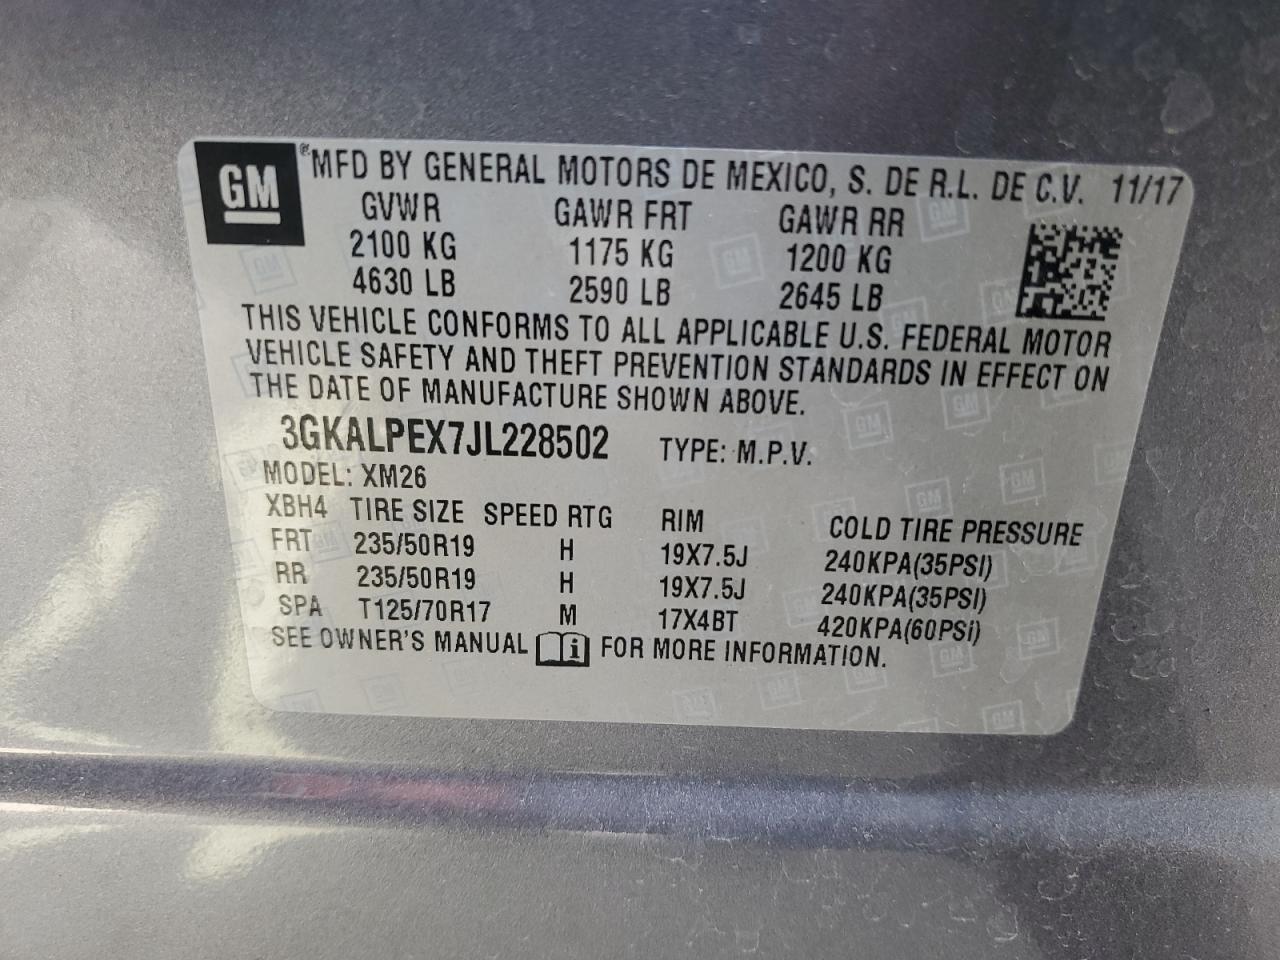 GM ® MFD BY GENERAL MOTORS DE MEXICO, S. DE R.L. DE C.V. 11/17
GVWR GAWR FRT GAWR RR
2100 KG 1175 KG 1200 KG
4630 LB 2590 LB 2645 LB
THIS VEHICLE CONFORMS TO ALL APPLICABLE U.S. FEDERAL MOTOR
VEHICLE SAFETY AND THEFT PREVENTION STANDARDS IN EFFECT ON
THE DATE OF MANUFACTURE SHOWN ABOVE.
3GKALPEX7JL228502 TYPE: M.P.V.
MODEL: XM26
XBH4 TIRE SIZE SPEED RTG RIM COLD TIRE PRESSURE
FRT 235/50R19 H 19X7.5J 240KPA(35PSI)
RR 235/50R19 H 19X7.5J 240KPA(35PSI)
SPA T125/70R17 M 17X4BT 420KPA(60PSi)
SEE OWNER'S MANUAL i FOR MORE INFORMATION.